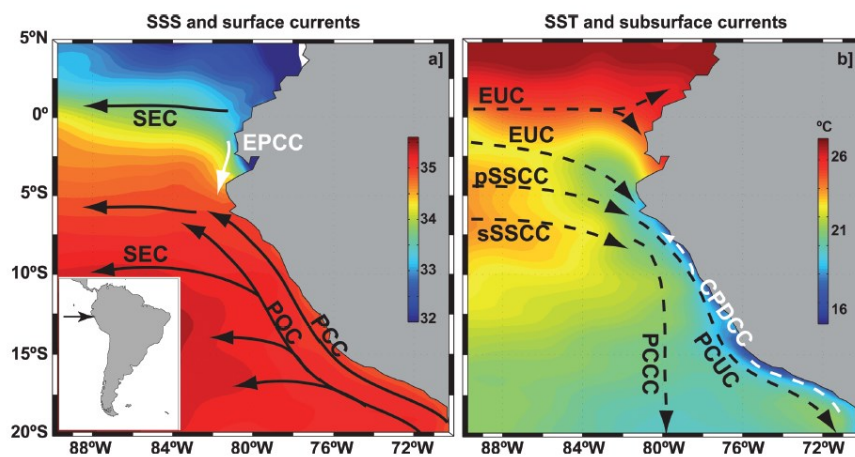 SSS and surface currents
5ºN
0º
5ºS
10ºS
15ºS
20ºS
88ºW
84ºW
80ºW
76ºW
72ºW
a]
SEC
EPCC
SEC
POC
PCC
35
34
33
32
SST and subsurface currents
b]
EUC
EUC
pSSCC
sSSCC
CPDCC
PCUC
PCCC
ºC
26
21
16
88ºW
84ºW
80ºW
76ºW
72ºW